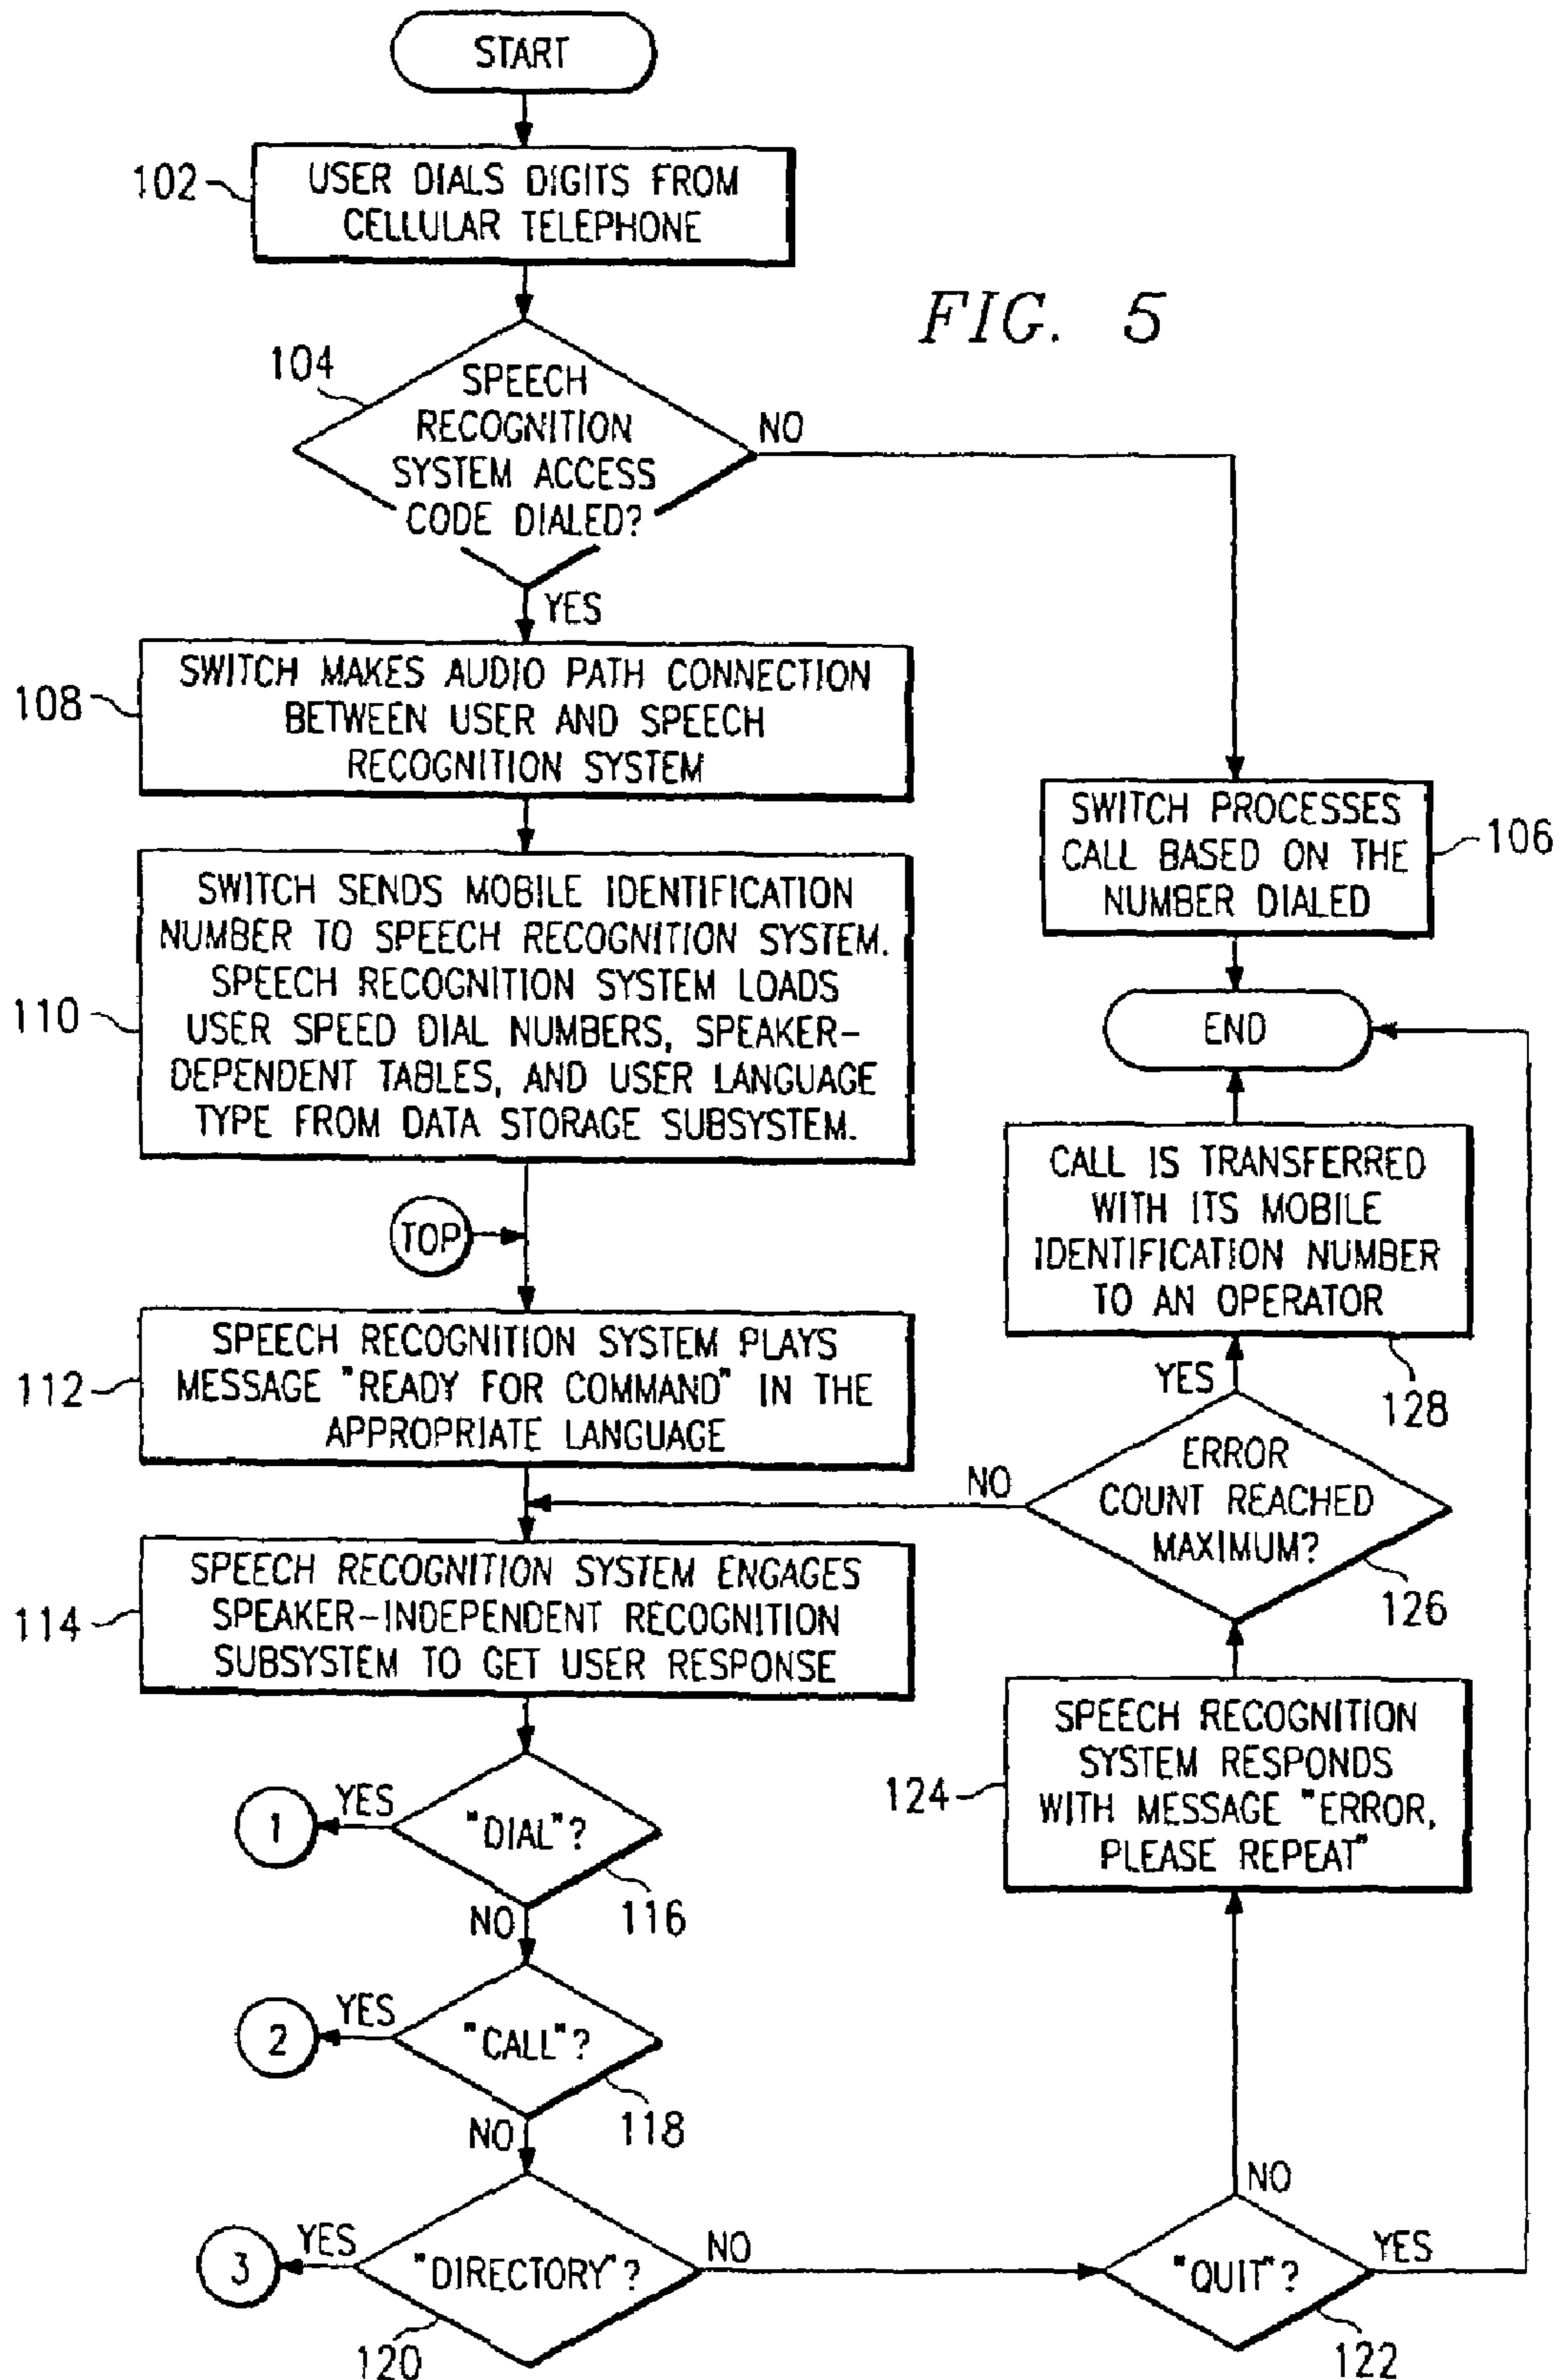 START
102
USER DIALS DIGITS FROM
CELLULAR TELEPHONE
FIG. 5
104
SPEECH
RECOGNITION
SYSTEM ACCESS
CODE DIALED?
NO
YES
108
SWITCH MAKES AUDIO PATH CONNECTION
BETWEEN USER AND SPEECH
RECOGNITION SYSTEM
SWITCH PROCESSES
CALL BASED ON THE
NUMBER DIALED
106
110
SWITCH SENDS MOBILE IDENTIFICATION
NUMBER TO SPEECH RECOGNITION SYSTEM.
SPEECH RECOGNITION SYSTEM LOADS
USER SPEED DIAL NUMBERS, SPEAKER-
DEPENDENT TABLES, AND USER LANGUAGE
TYPE FROM DATA STORAGE SUBSYSTEM.
END
TOP
CALL IS TRANSFERRED
WITH ITS MOBILE
IDENTIFICATION NUMBER
TO AN OPERATOR
128
112
SPEECH RECOGNITION SYSTEM PLAYS
MESSAGE "READY FOR COMMAND" IN THE
APPROPRIATE LANGUAGE
YES
ERROR
COUNT REACHED
MAXIMUM?
NO
126
114
SPEECH RECOGNITION SYSTEM ENGAGES
SPEAKER-INDEPENDENT RECOGNITION
SUBSYSTEM TO GET USER RESPONSE
124
SPEECH RECOGNITION
SYSTEM RESPONDS
WITH MESSAGE "ERROR,
PLEASE REPEAT"
1
YES
"DIAL"?
116
NO
2
YES
"CALL"?
118
NO
3
YES
"DIRECTORY"?
120
NO
NO
"QUIT"?
YES
122